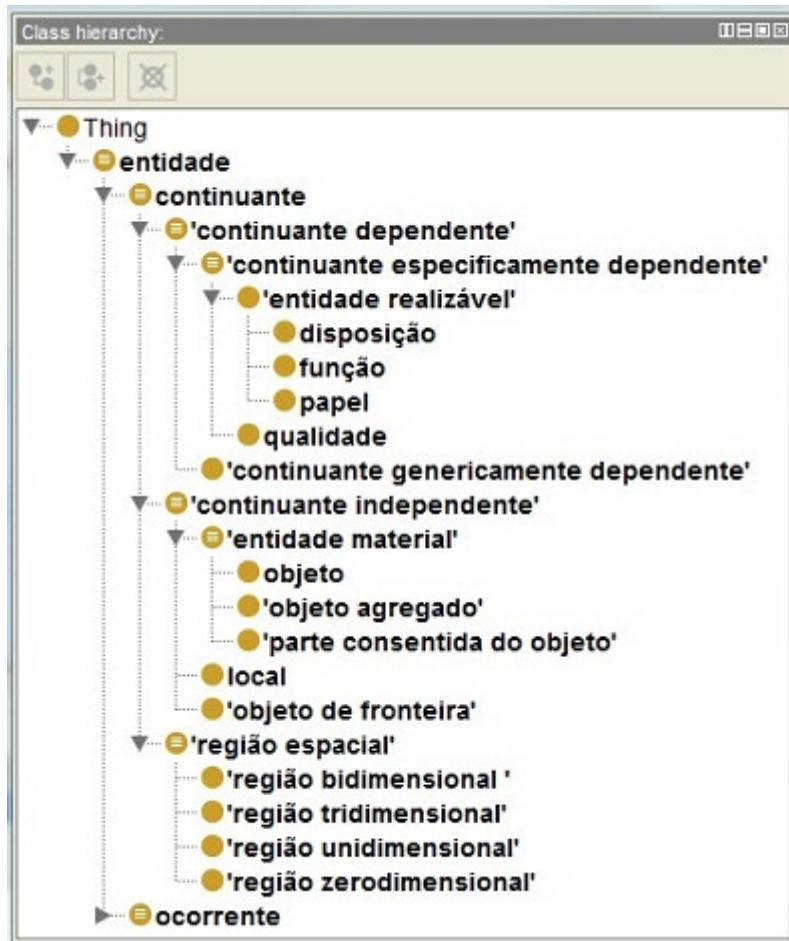 Class hierarchy:
Thing
entidade
continuante
'continuante dependente'
'continuante especificamente dependente'
'entidade realizável'
disposição
função
papel
qualidade
'continuante genericamente dependente'
'continuante independente'
'entidade material'
objeto
'objeto agregado'
'parte consentida do objeto'
local
'objeto de fronteira'
'região espacial'
'região bidimensional '
'região tridimensional'
'região unidimensional'
'região zerodimensional'
ocorrente